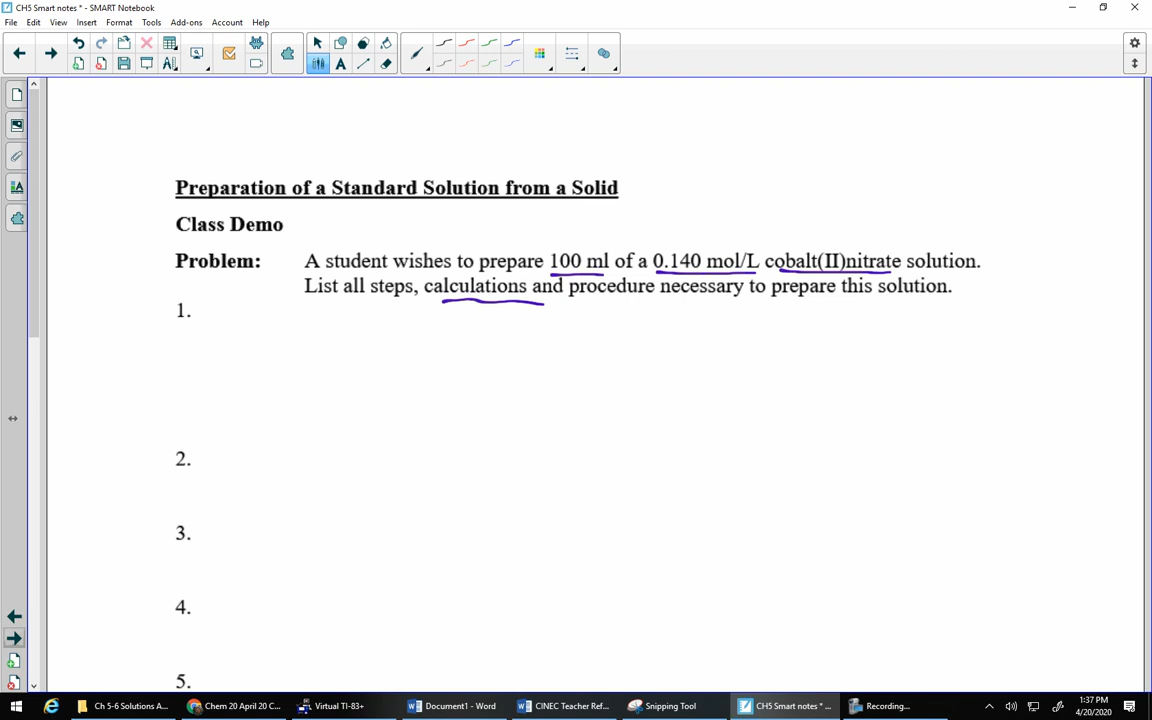 CH5 Smart notes * - SMART Notebook
File Edit View Insert Format Tools Add-ons Account Help
Preparation of a Standard Solution from a Solid
Class Demo
Problem: A student wishes to prepare 100 ml of a 0.140 mol/L cobalt(II)nitrate solution.
List all steps, calculations and procedure necessary to prepare this solution.
1.
2.
3.
4.
5.
Ch 5-6 Solutions A... Chem 20 April 20 C... Virtual TI-83+ Document1 - Word CINEC Teacher Ref... Snipping Tool CH5 Smart notes * ... Recording... 1:37 PM
4/20/2020